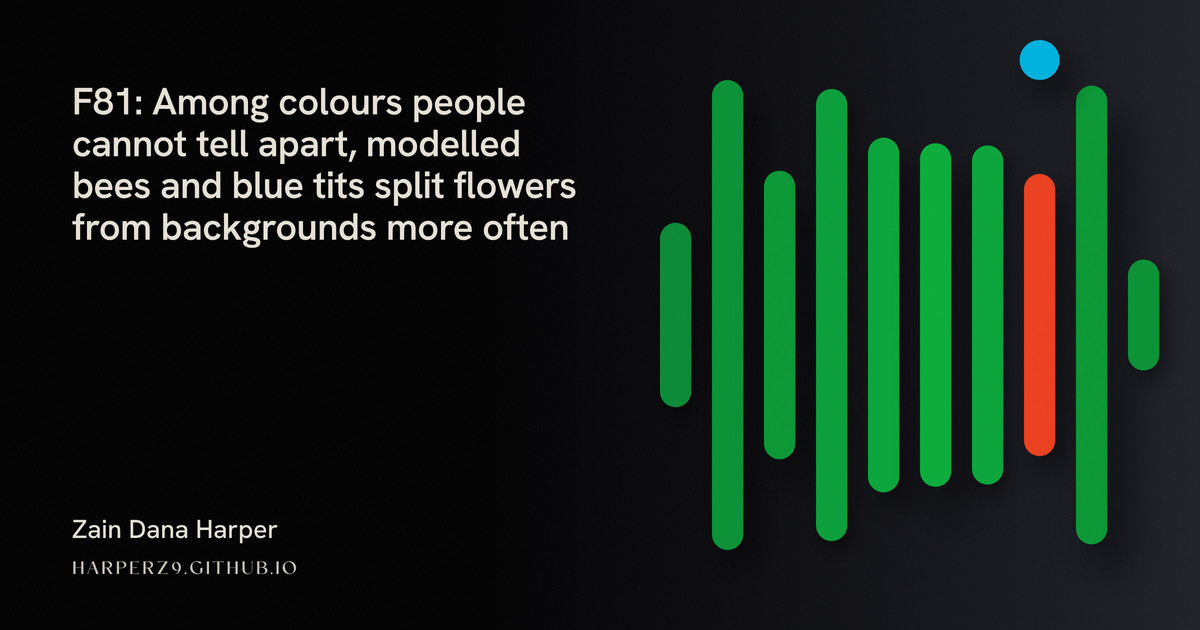 F81: Among colours people
cannot tell apart, modelled
bees and blue tits split flowers
from backgrounds more often
Zain Dana Harper
HARPERZ9.GITHUB.IO